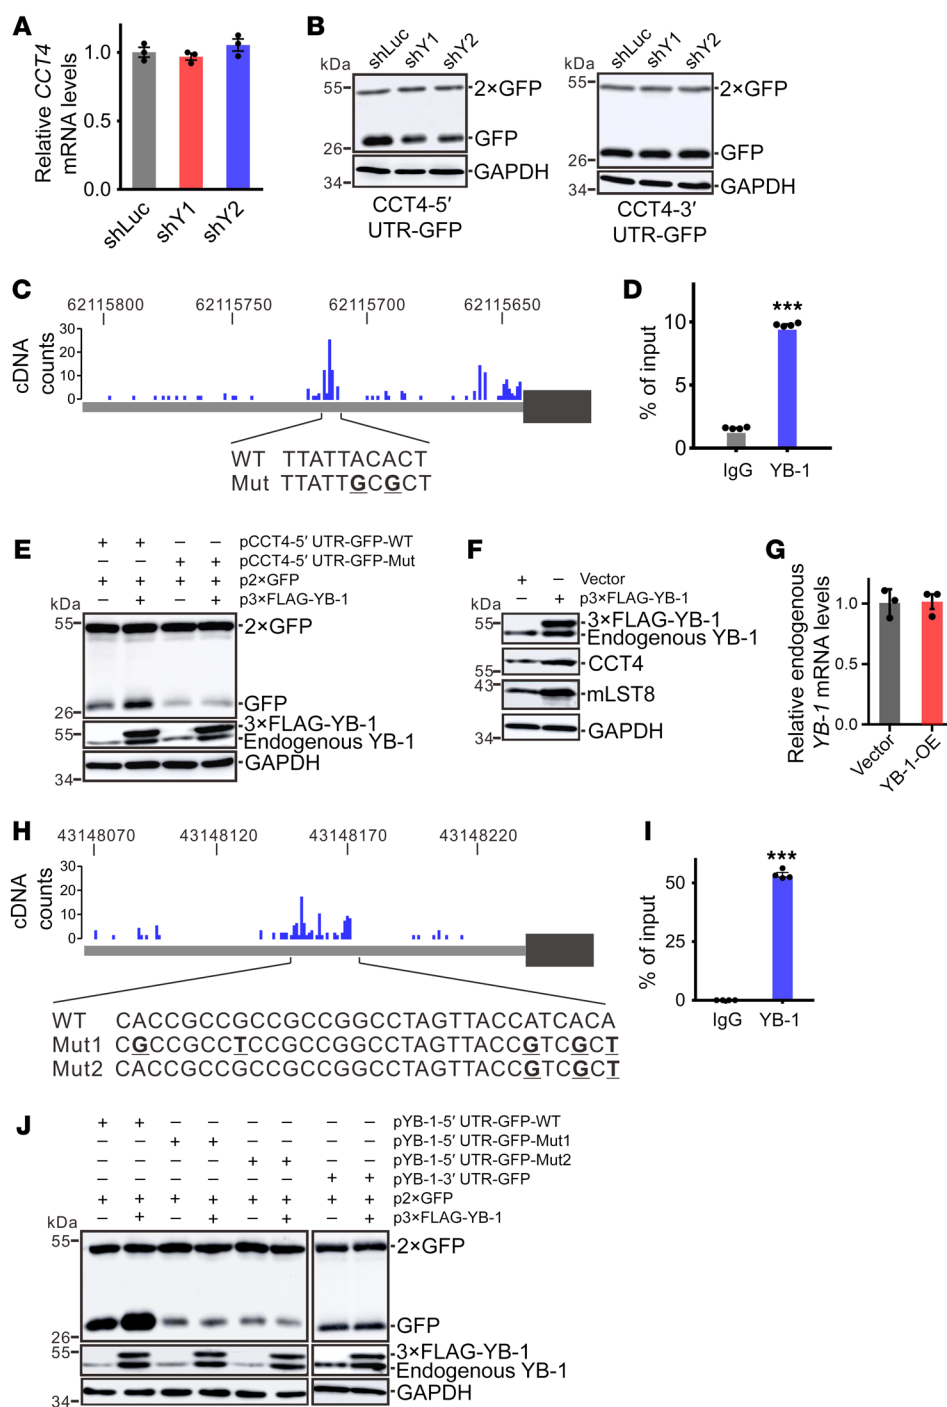 A
Relative CCT4
mRNA levels
1.0
0.5
0.0
shLuc
shY1
shY2
B
kDa
shLuc
shY1
shY2
55
2×GFP
GFP
26
GAPDH
34
CCT4-5′
UTR-GFP
kDa
shLuc
shY1
shY2
55
2×GFP
GFP
26
GAPDH
34
CCT4-3′
UTR-GFP
C
62115800 62115750 62115700 62115650
cDNA
counts
30
20
10
0
WT TTATTACACT
Mut TTATTGCGCT
D
% of input
10
5
0
***
IgG YB-1
E
+ + − − pCCT4-5′ UTR-GFP-WT
− − + + pCCT4-5′ UTR-GFP-Mut
+ + + + p2×GFP
− + − + p3×FLAG-YB-1
kDa
55
2×GFP
GFP
26
3×FLAG-YB-1
55
Endogenous YB-1
GAPDH
34
F
+ − Vector
− + p3×FLAG-YB-1
kDa
55
3×FLAG-YB-1
Endogenous YB-1
CCT4
55
43
mLST8
GAPDH
34
G
Relative endogenous
YB-1 mRNA levels
1.0
0.5
0.0
Vector
YB-1-OE
H
43148070 43148120 43148170 43148220
cDNA
counts
30
20
10
0
WT CACCGCCGCCGCCGGCCTAGTTACCATCACA
Mut1 CGCCGCCTCCGCCGGCCTAGTTACCGTCGCT
Mut2 CACCGCCGCCGCCGGCCTAGTTACCGTCGCT
I
% of input
50
25
0
***
IgG YB-1
J
+ + − − − − − − pYB-1-5′ UTR-GFP-WT
− − + + − − − − pYB-1-5′ UTR-GFP-Mut1
− − − − + + − − pYB-1-5′ UTR-GFP-Mut2
− − − − − − + + pYB-1-3′ UTR-GFP
+ + + + + + + + p2×GFP
− + − + − + − + p3×FLAG-YB-1
kDa
55
2×GFP
GFP
26
55
3×FLAG-YB-1
Endogenous YB-1
GAPDH
34